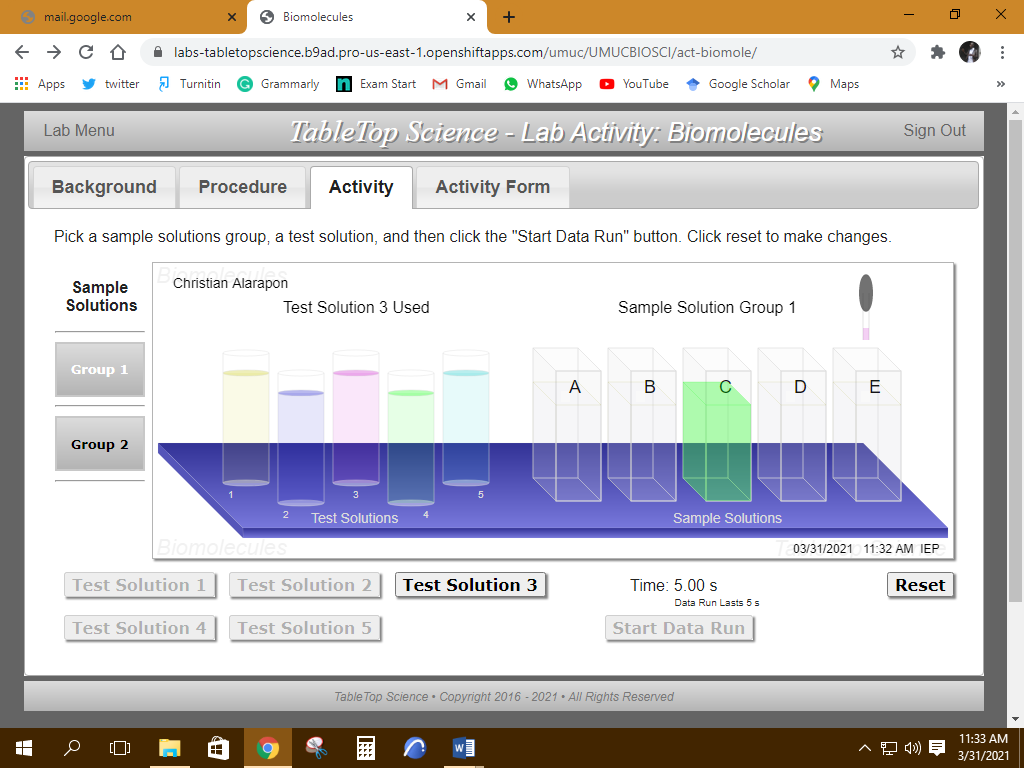 mail.google.com
Biomolecules
labs-tabletopscience.b9ad.pro-us-east-1.openshiftapps.com/umuc/UMUCBIOSCI/act-biomole/
Apps twitter Turnitin Grammarly Exam Start Gmail WhatsApp YouTube Google Scholar Maps »
Lab Menu
TableTop Science - Lab Activity: Biomolecules
Sign Out
Background Procedure Activity Activity Form
Pick a sample solutions group, a test solution, and then click the "Start Data Run" button. Click reset to make changes.
Sample
Solutions
Group 1
Group 2
Biomolecules
Christian Alarapon
Test Solution 3 Used
Sample Solution Group 1
A B C D E
1 2 3 4 5
Test Solutions
Sample Solutions
Biomolecules
03/31/2021 11:32 AM IEP
Test Solution 1 Test Solution 2 Test Solution 3
Time: 5.00 s
Data Run Lasts 5 s
Reset
Test Solution 4 Test Solution 5
Start Data Run
TableTop Science • Copyright 2016 - 2021 • All Rights Reserved
11:33 AM
3/31/2021